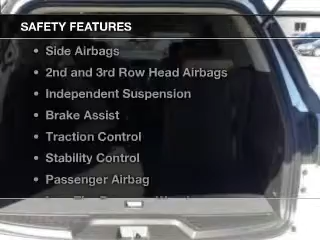 SAFETY FEATURES
• Side Airbags
• 2nd and 3rd Row Head Airbags
• Independent Suspension
• Brake Assist
• Traction Control
• Stability Control
• Passenger Airbag